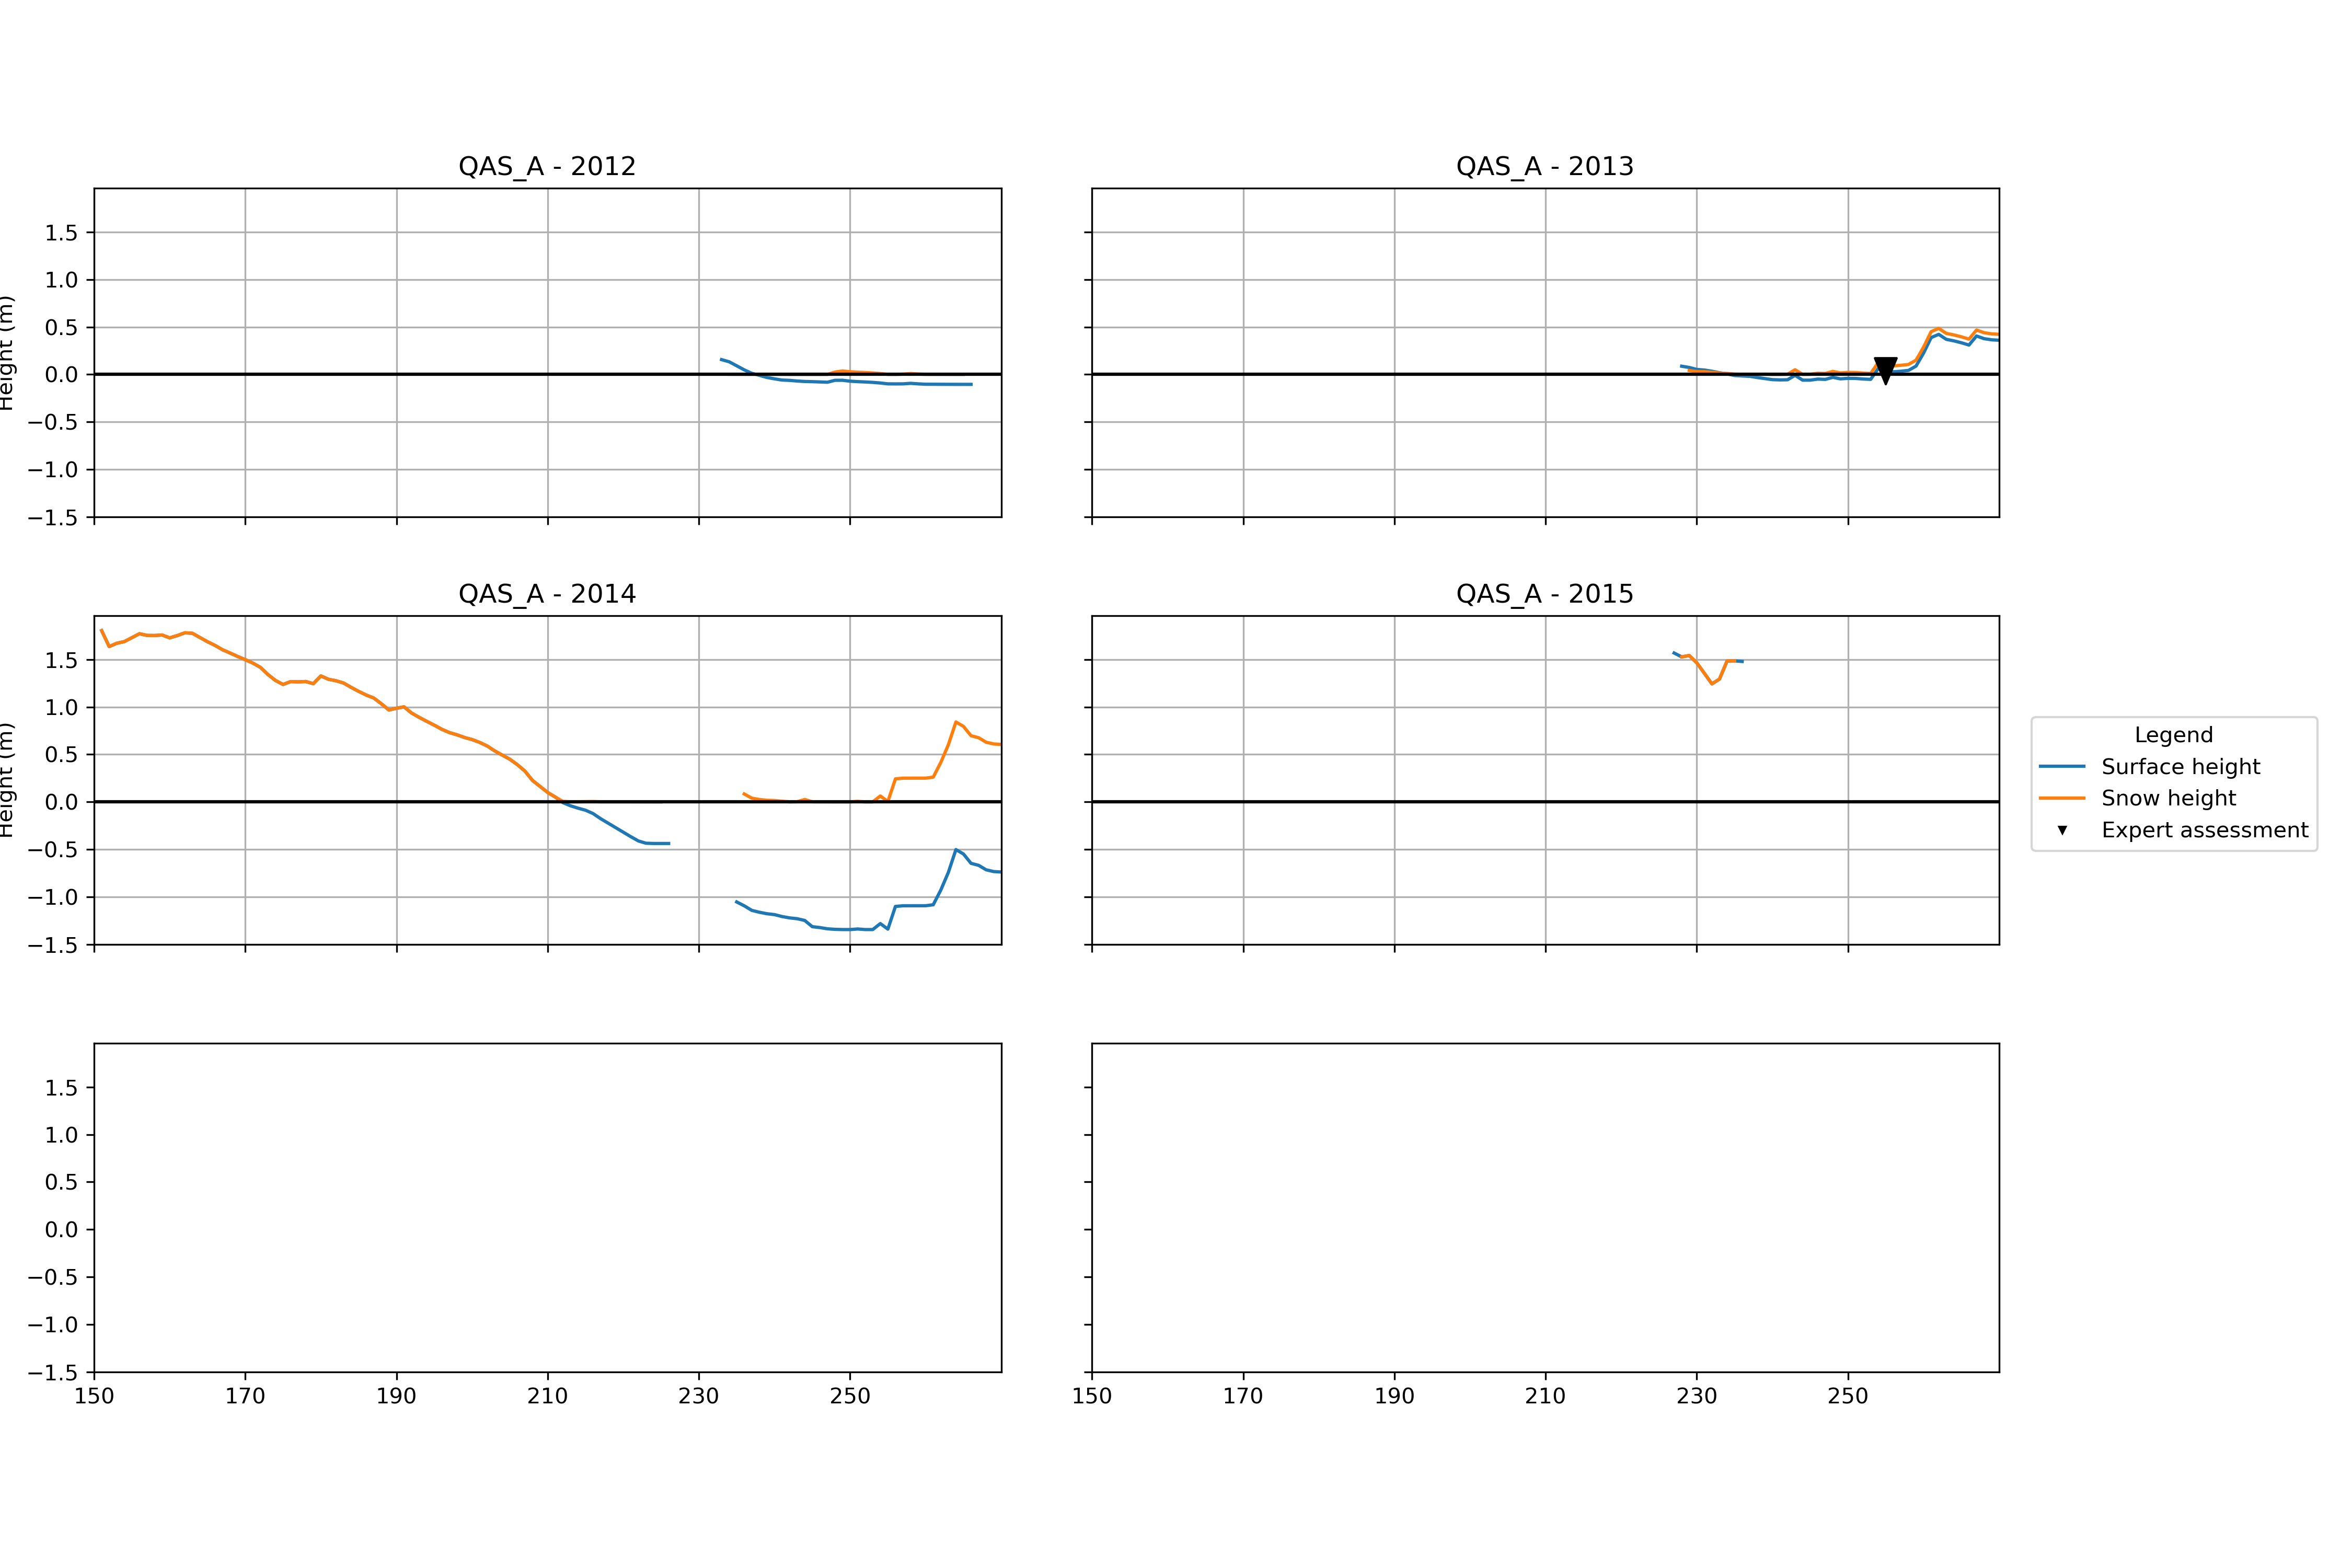 QAS_A - 2012
QAS_A - 2013
1.5
1.0
0.5
0.0
−0.5
−1.0
−1.5
Height (m)
QAS_A - 2014
QAS_A - 2015
1.5
1.0
0.5
0.0
−0.5
−1.0
−1.5
Height (m)
Legend
Surface height
Snow height
Expert assessment
1.5
1.0
0.5
0.0
−0.5
−1.0
−1.5
150 170 190 210 230 250
150 170 190 210 230 250